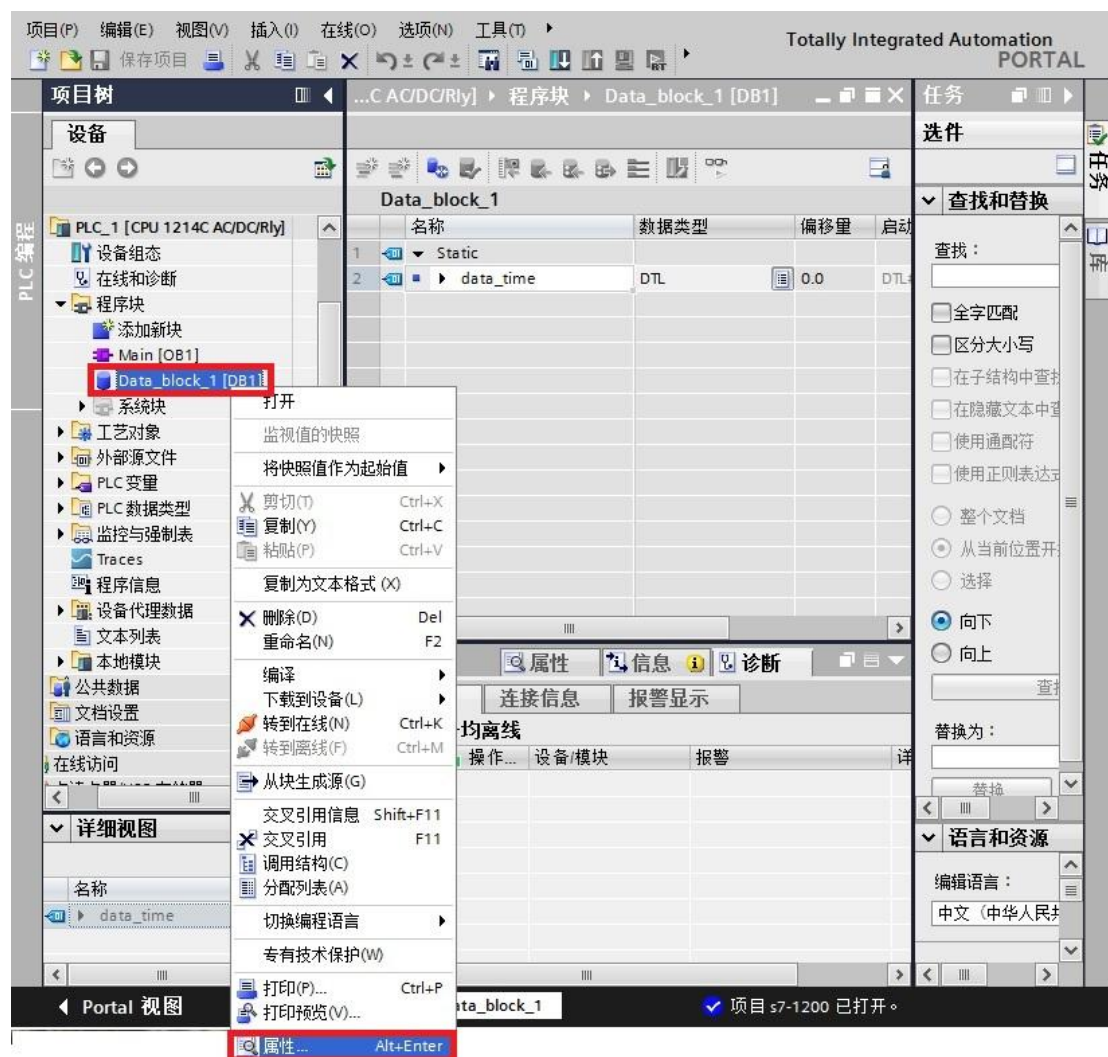 项目(P) 编辑(E) 视图(V) 插入(I) 在线(O) 选项(N) 工具(T)
Totally Integrated Automation
PORTAL
保存项目
项目树
...C AC/DC/Rly] 程序块 Data_block_1 [DB1]
任务
设备
选件
任务
库
PLC 编程
Data_block_1
查找和替换
名称 数据类型 偏移量 启动
1 Static
2 data_time DTL 0.0 DTL#
PLC_1 [CPU 1214C AC/DC/Rly]
设备组态
在线和诊断
程序块
添加新块
Main [OB1]
Data_block_1 [DB1]
系统块
工艺对象
外部源文件
PLC 变量
PLC 数据类型
监控与强制表
Traces
程序信息
设备代理数据
文本列表
本地模块
公共数据
文档设置
语言和资源
在线访问
详细视图
名称
data_time
打开
监视值的快照
将快照值作为起始值
剪切(T) Ctrl+X
复制(Y) Ctrl+C
粘贴(P) Ctrl+V
复制为文本格式 (X)
删除(D) Del
重命名(N) F2
编译
下载到设备(L)
转到在线(N) Ctrl+K
转到离线(F) Ctrl+M
从块生成源(G)
交叉引用信息 Shift+F11
交叉引用 F11
调用结构(C)
分配列表(A)
切换编程语言
专有技术保护(W)
打印(P)... Ctrl+P
打印预览(V)...
属性... Alt+Enter
属性 信息 诊断
连接信息 报警显示
均离线
操作... 设备/模块 报警 详
查找：
全字匹配
区分大小写
在子结构中查找
在隐藏文本中查
使用通配符
使用正则表达式
整个文档
从当前位置开
选择
向下
向上
查找
替换为：
替换
语言和资源
编辑语言：
中文（中华人民共
Portal 视图
ata_block_1
项目 s7-1200 已打开。